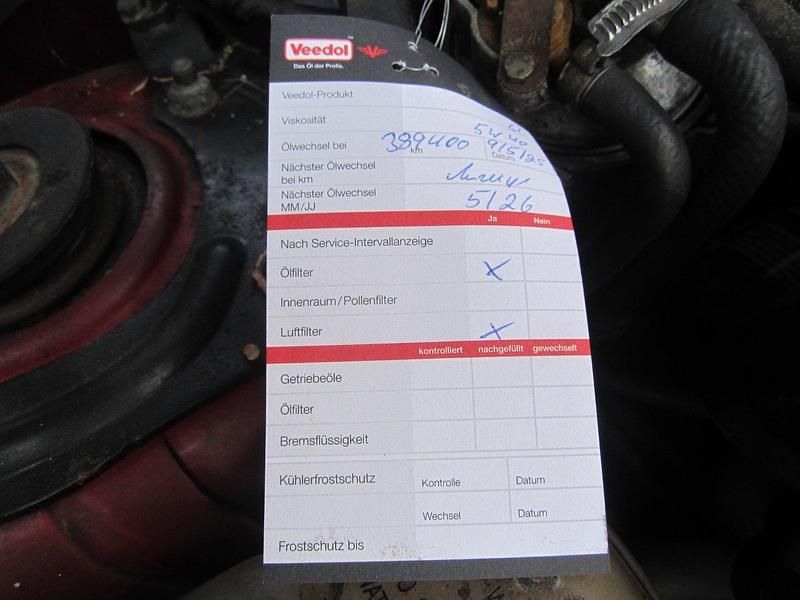 Veedol
Das Öl der Profis.
Veedol-Produkt
Viskosität 5W40
Ölwechsel bei 389400 km 9/5/25 Datum
Nächster Ölwechsel
bei km
Nächster Ölwechsel 5/26
MM/JJ
Ja Nein
Nach Service-Intervallanzeige
Ölfilter X
Innenraum/Pollenfilter
Luftfilter X
kontrolliert nachgefüllt gewechselt
Getriebeöle
Ölfilter
Bremsflüssigkeit
Kühlerfrostschutz Kontrolle Datum
Wechsel Datum
Frostschutz bis